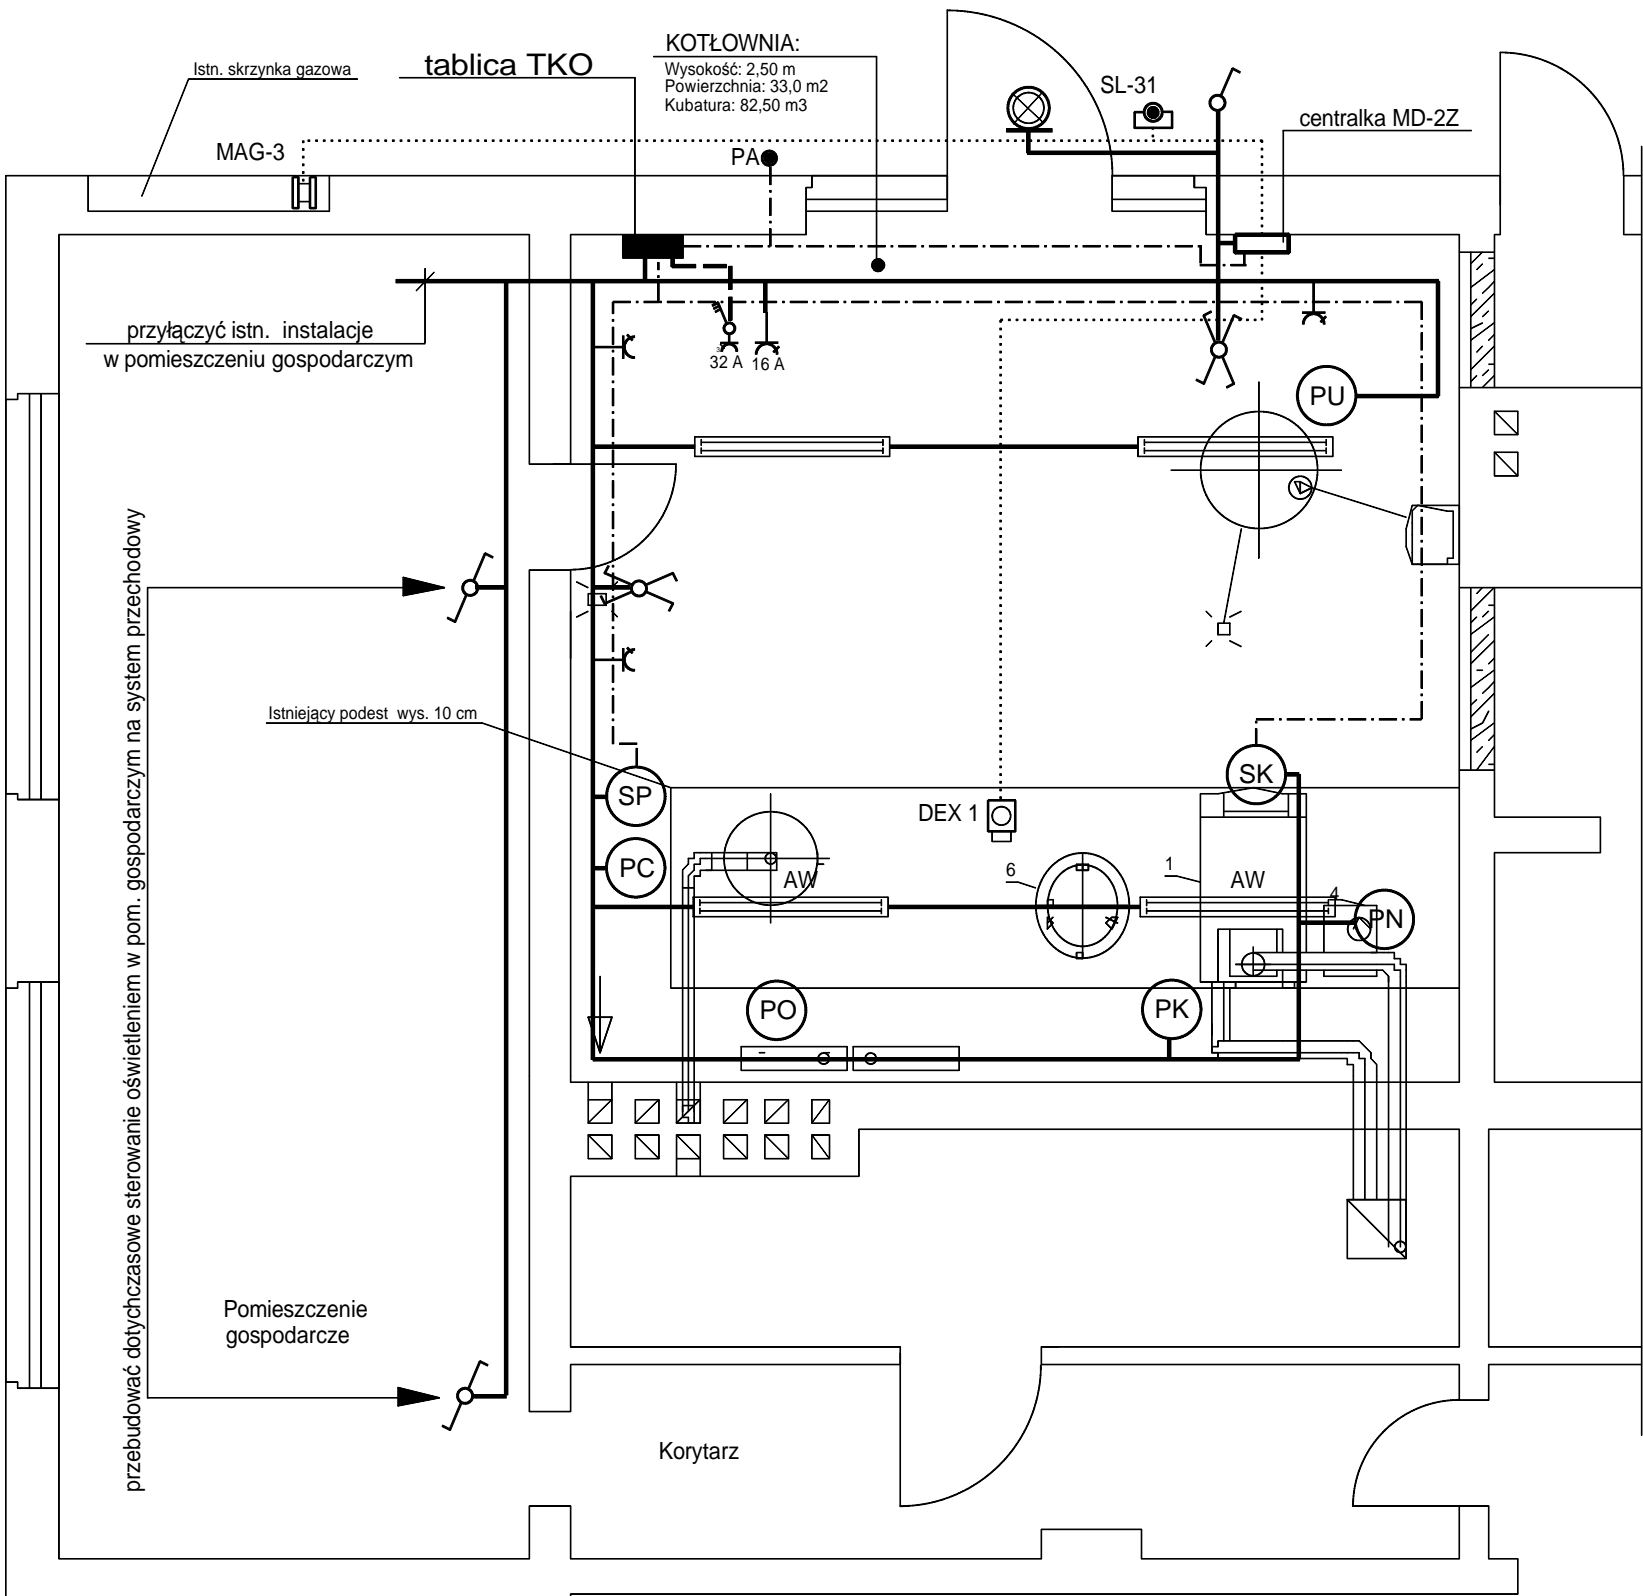 KOTŁOWNIA:
Wysokość: 2,50 m
Powierzchnia: 33,0 m2
Kubatura: 82,50 m3
Istn. skrzynka gazowa
tablica TKO
SL-31
centralka MD-2Z
MAG-3
PA
przyłączyć istn. instalacje
w pomieszczeniu gospodarczym
32 A
16 A
PU
przebudować dotychczasowe sterowanie oświetleniem w pom. gospodarczym na system przechodowy
Istniejący podest wys. 10 cm
SP
SK
DEX 1
PC
AW
6
1
AW
4
PN
PO
PK
Pomieszczenie
gospodarcze
Korytarz